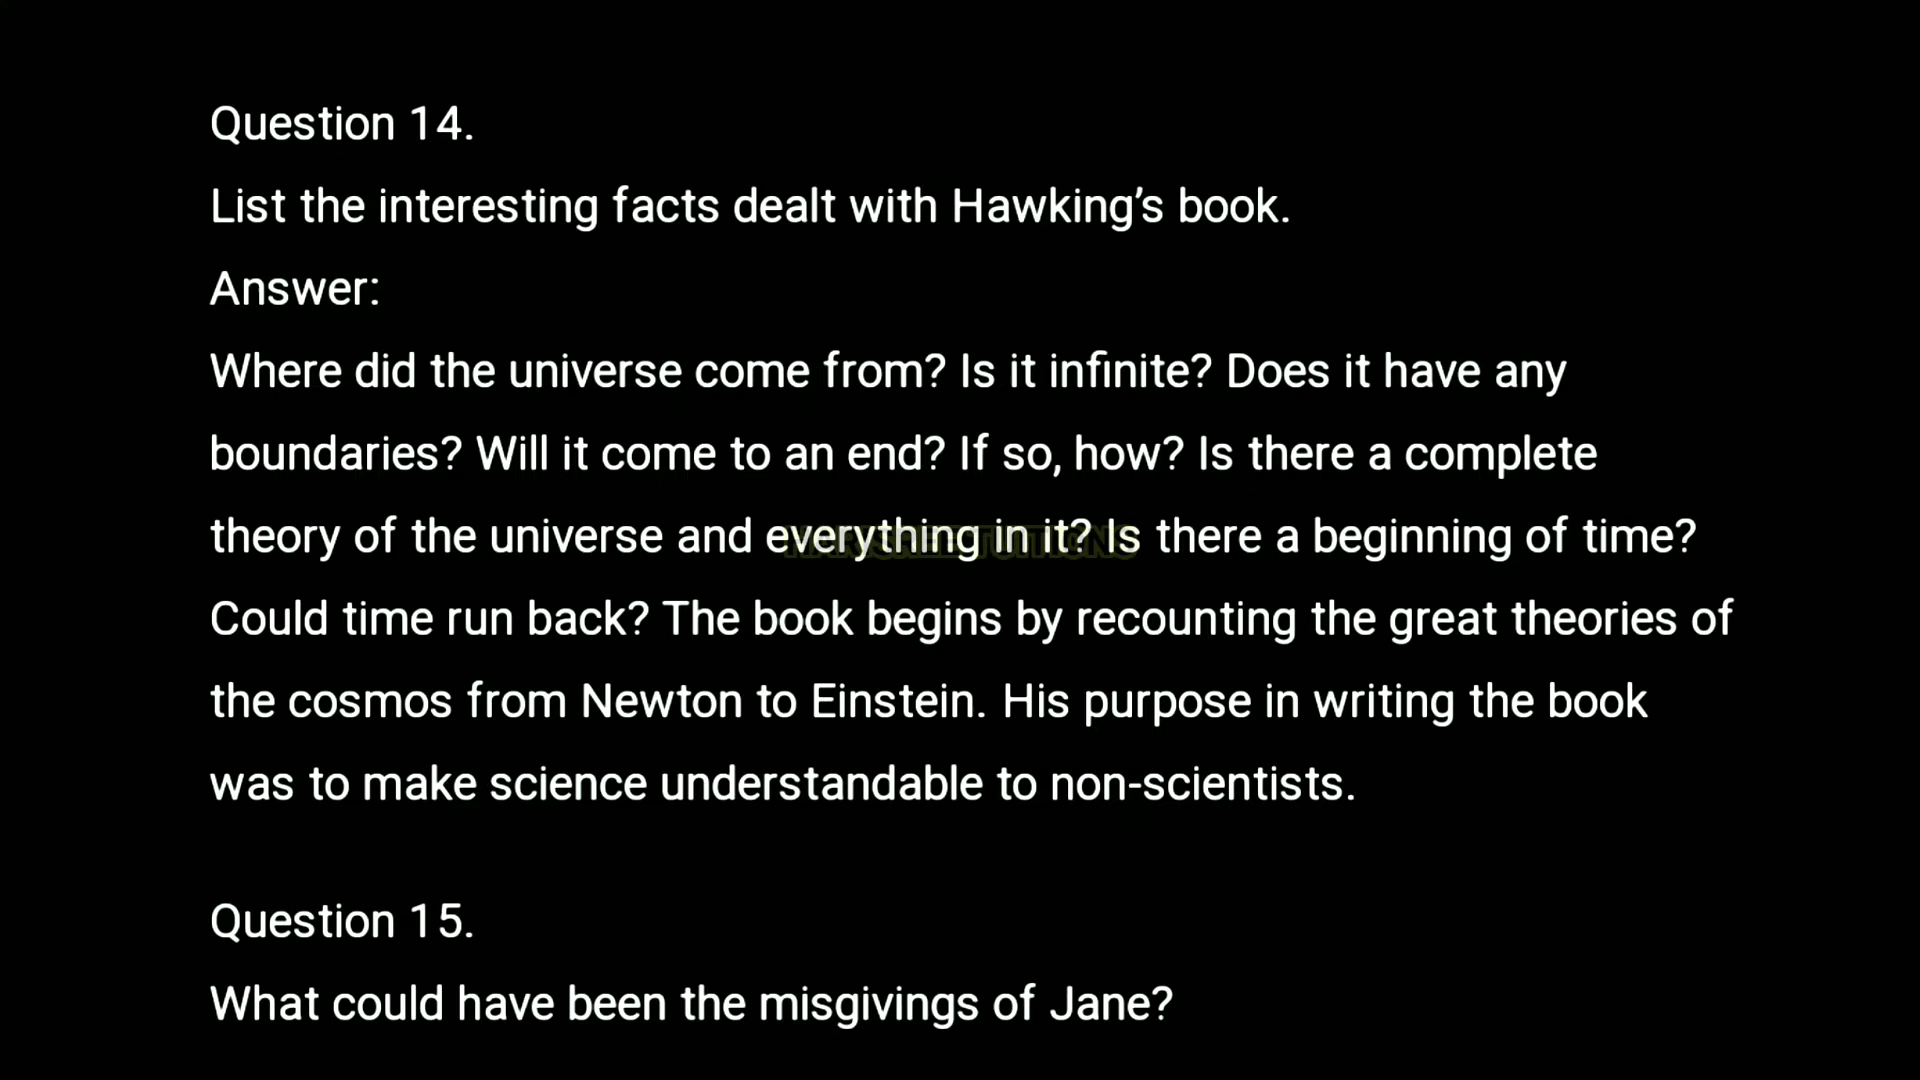 Question 14.
List the interesting facts dealt with Hawking’s book.
Answer:
Where did the universe come from? Is it infinite? Does it have any
boundaries? Will it come to an end? If so, how? Is there a complete
theory of the universe and everything in it? Is there a beginning of time?
Could time run back? The book begins by recounting the great theories of
the cosmos from Newton to Einstein. His purpose in writing the book
was to make science understandable to non-scientists.
Question 15.
What could have been the misgivings of Jane?